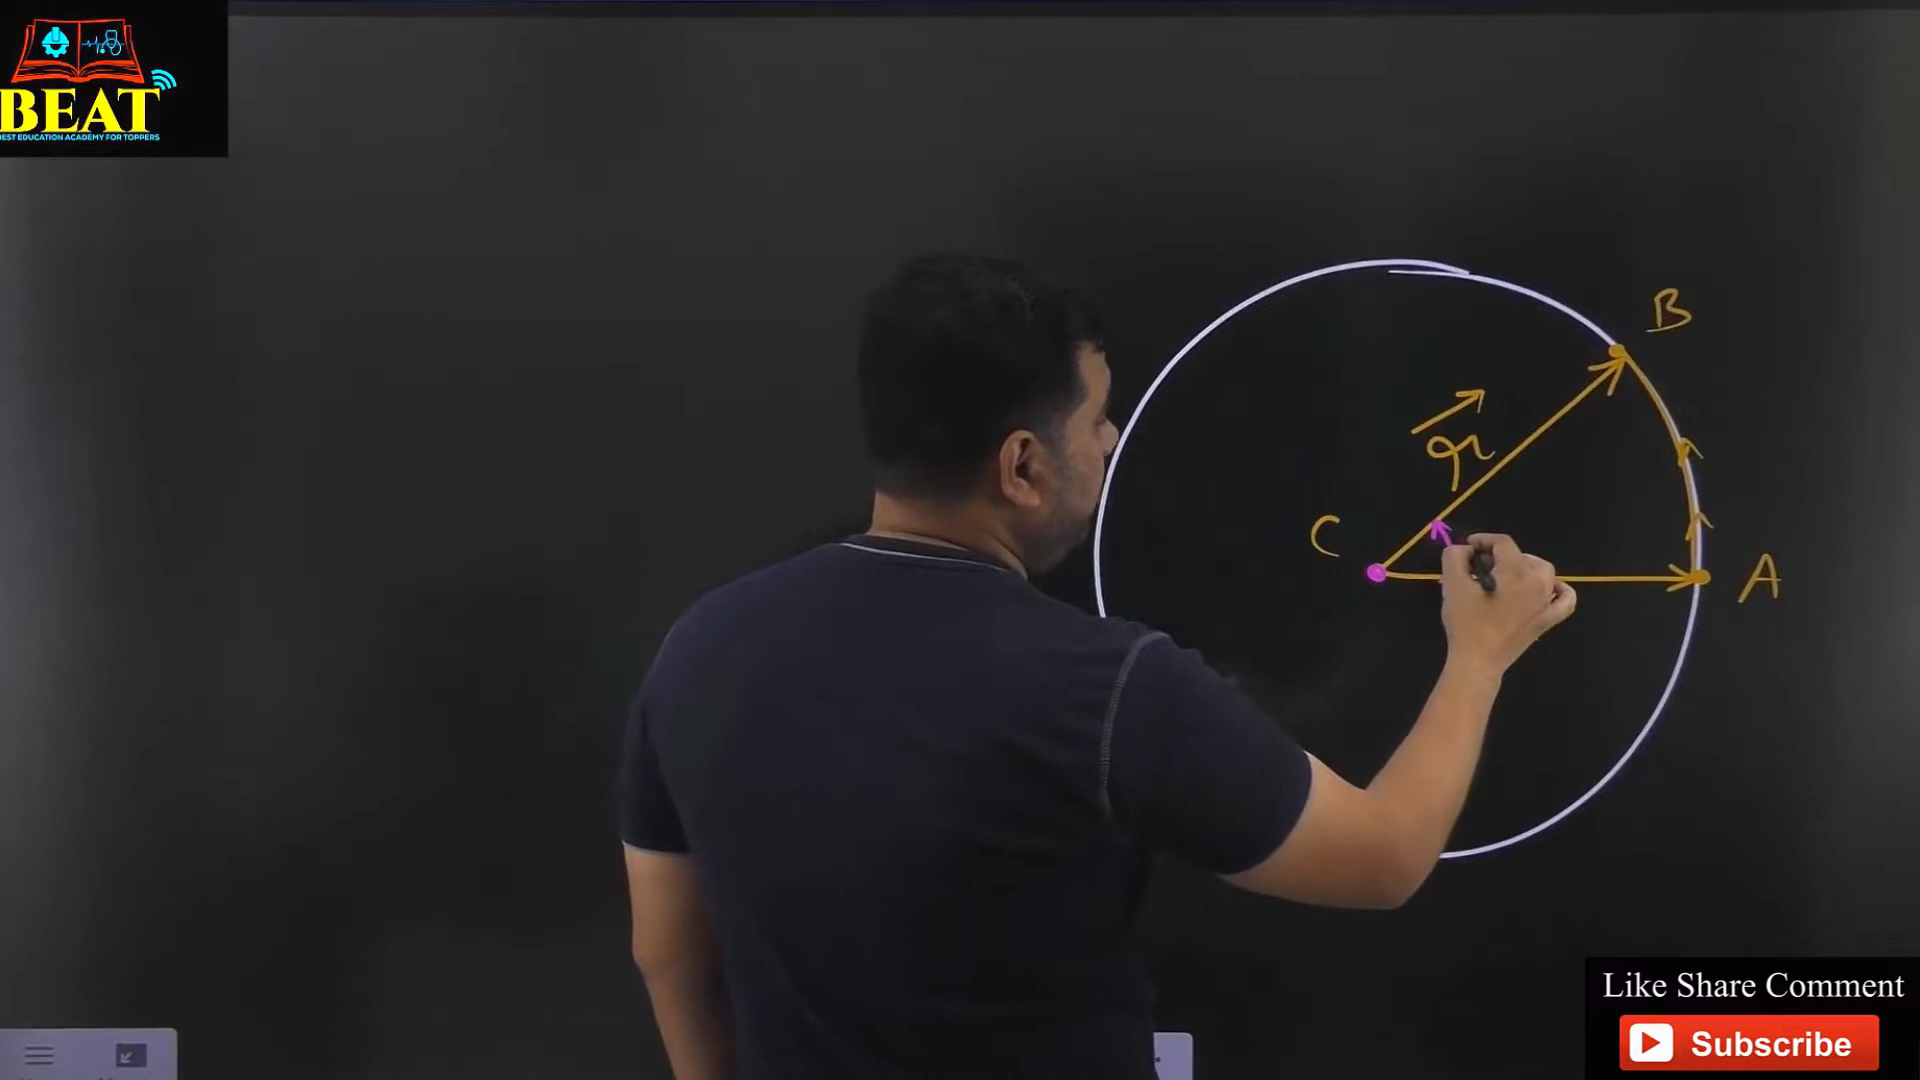 BEAT
BEST EDUCATION ACADEMY FOR TOPPERS
B
r
C
A
Like Share Comment
Subscribe